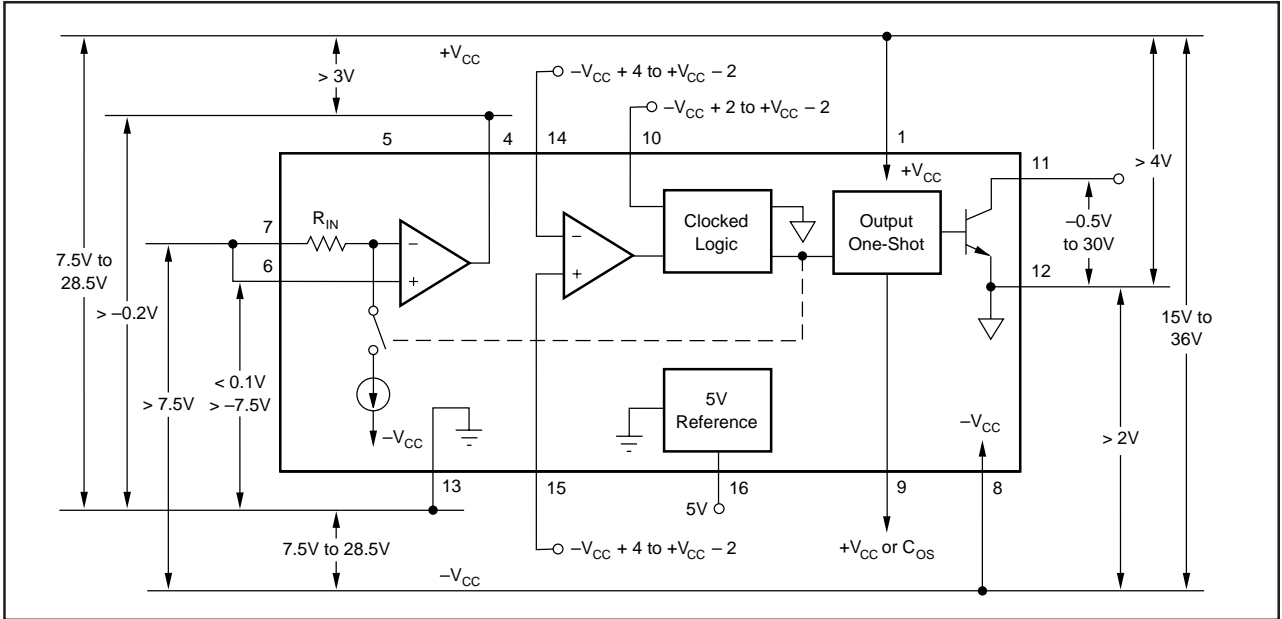 +VCC
> 3V
–VCC + 4 to +VCC – 2
–VCC + 2 to +VCC – 2
5
4
14
10
1
> 4V
+VCC
11
7
RIN
–
Clocked
Logic
Output
One-Shot
–0.5V
to 30V
–
6
+
+
12
7.5V to
28.5V
> –0.2V
15V to
36V
< 0.1V
> –7.5V
> 7.5V
5V
Reference
–VCC
–VCC
> 2V
13
15
16
9
8
5V
7.5V to 28.5V
–VCC + 4 to +VCC – 2
+VCC or COS
–VCC